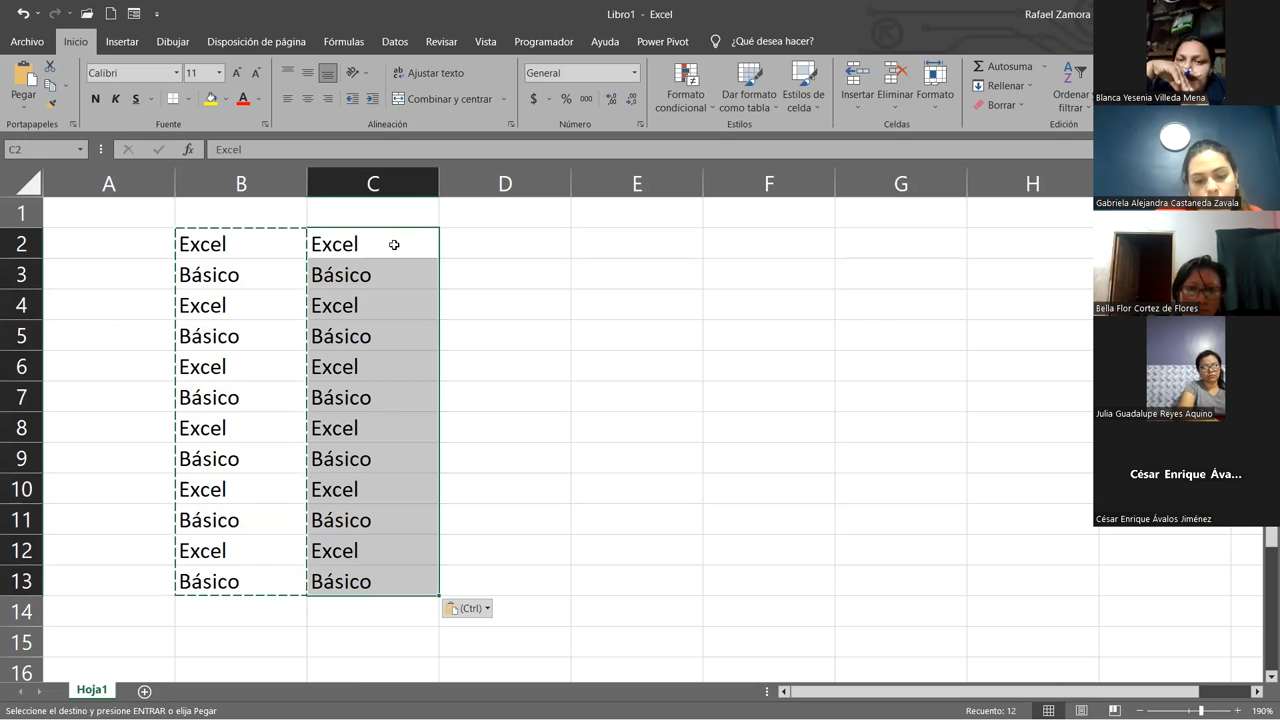 Libro1 - Excel
Rafael Zamora
Archivo Inicio Insertar Dibujar Disposición de página Fórmulas Datos Revisar Vista Programador Ayuda Power Pivot ¿Qué desea hacer?
Pegar
Calibri 11
Ajustar texto
General
Formato condicional
Dar formato como tabla
Estilos de celda
Insertar Eliminar Formato
Autosuma
Rellenar
Borrar
Ordenar
filtrar
N K S
Combinar y centrar
$ % 000
Portapapeles Fuente Alineación Número Estilos Celdas Edición
C2 fx Excel
A B C D E F G H
1
2 Excel Excel
3 Básico Básico
4 Excel Excel
5 Básico Básico
6 Excel Excel
7 Básico Básico
8 Excel Excel
9 Básico Básico
10 Excel Excel
11 Básico Básico
12 Excel Excel
13 Básico Básico
14 (Ctrl)
15
16
Hoja1
Seleccione el destino y presione ENTRAR o elija Pegar
Recuento: 12
190%
Blanca Yesenia Villeda Mena
Gabriela Alejandra Castaneda Zavala
Bella Flor Cortez de Flores
Julia Guadalupe Reyes Aquino
César Enrique Áva...
César Enrique Ávalos Jiménez